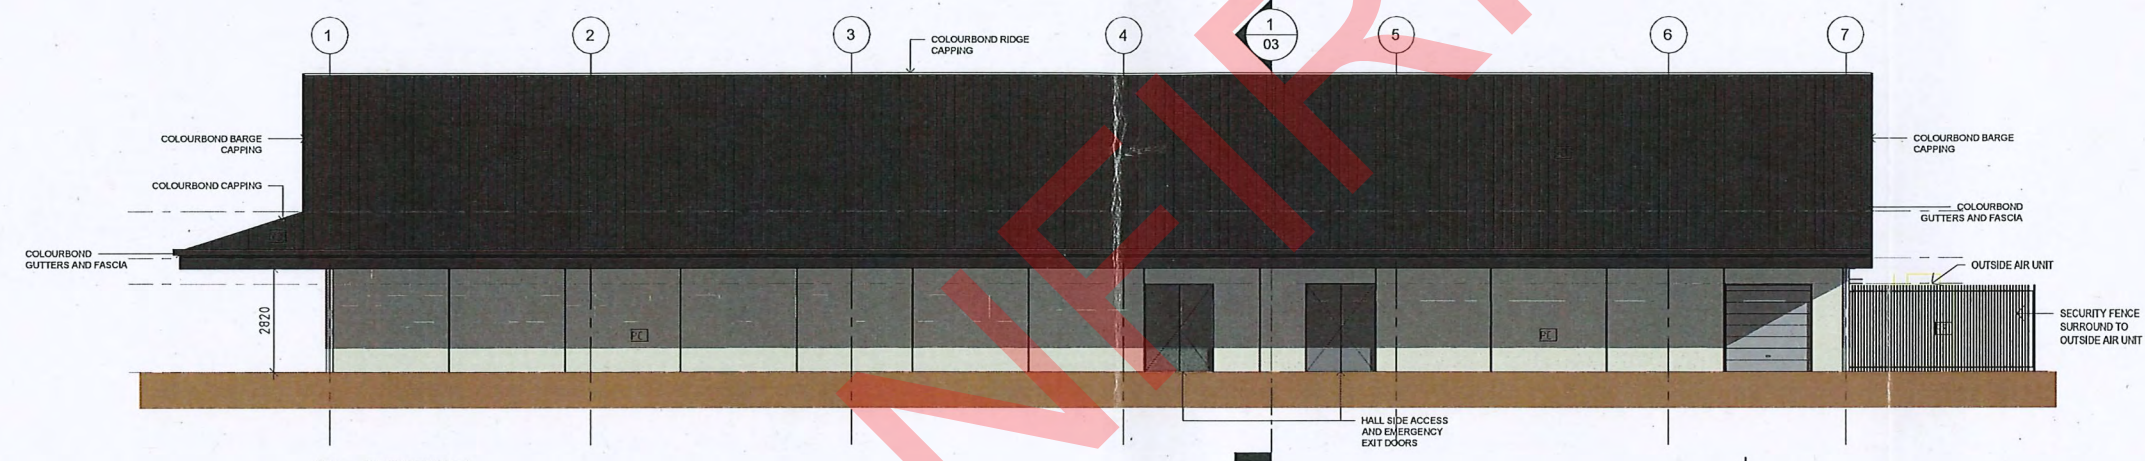 1
2
3
4
1
03
5
6
7
COLOURBOND RIDGE
CAPPING
COLOURBOND BARGE
CAPPING
COLOURBOND BARGE
CAPPING
COLOURBOND CAPPING
COLOURBOND
GUTTERS AND FASCIA
COLOURBOND
GUTTERS AND FASCIA
OUTSIDE AIR UNIT
2820
PC
PC
SECURITY FENCE
SURROUND TO
OUTSIDE AIR UNIT
HALL SIDE ACCESS
AND EMERGENCY
EXIT DOORS